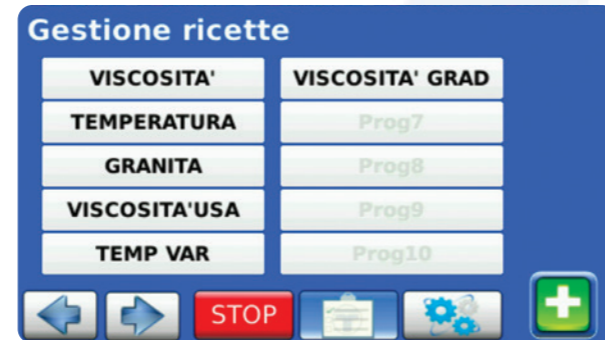 Gestione ricette
VISCOSITA'
VISCOSITA' GRAD
TEMPERATURA
Prog7
GRANITA
Prog8
VISCOSITA'USA
Prog9
TEMP VAR
Prog10
STOP